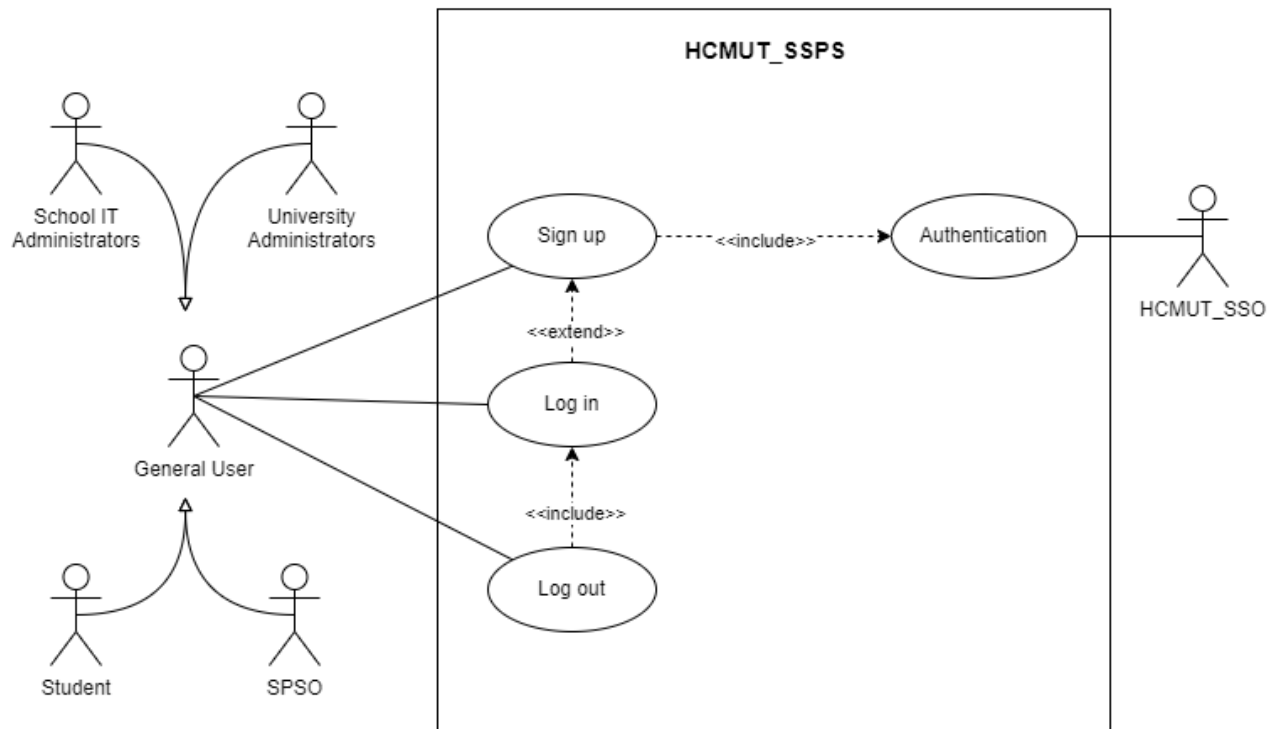 HCMUT_SSPS
School IT
Administrators
University
Administrators
Sign up
<<include>>
Authentication
HCMUT_SSO
<<extend>>
Log in
General User
<<include>>
Log out
Student
SPSO